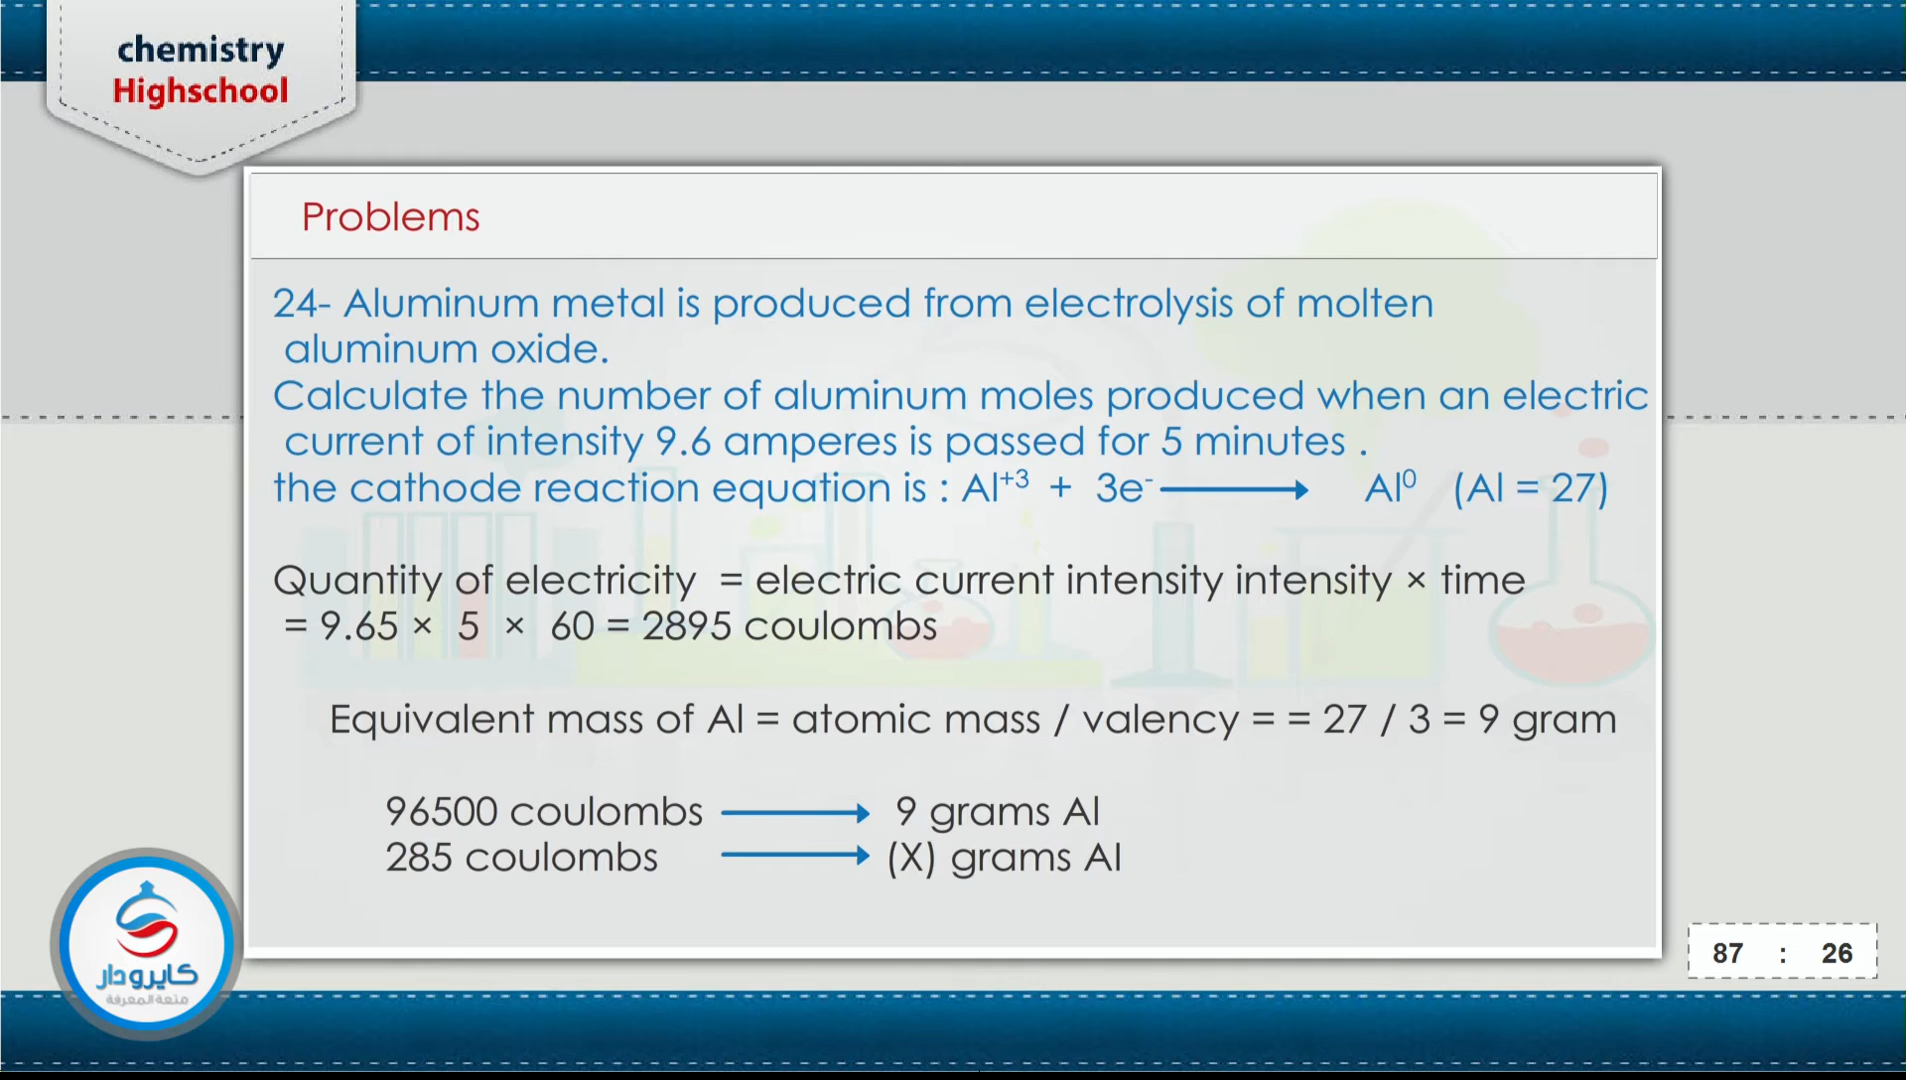 chemistry
Highschool
Problems
24- Aluminum metal is produced from electrolysis of molten
aluminum oxide.
Calculate the number of aluminum moles produced when an electric
current of intensity 9.6 amperes is passed for 5 minutes .
the cathode reaction equation is : Al⁺³ + 3e⁻ ⟶ Al⁰ (Al = 27)
Quantity of electricity = electric current intensity intensity × time
= 9.65 × 5 × 60 = 2895 coulombs
Equivalent mass of Al = atomic mass / valency = = 27 / 3 = 9 gram
96500 coulombs ⟶ 9 grams Al
285 coulombs ⟶ (X) grams Al
كايرودار
متعة المعرفة
87 : 26